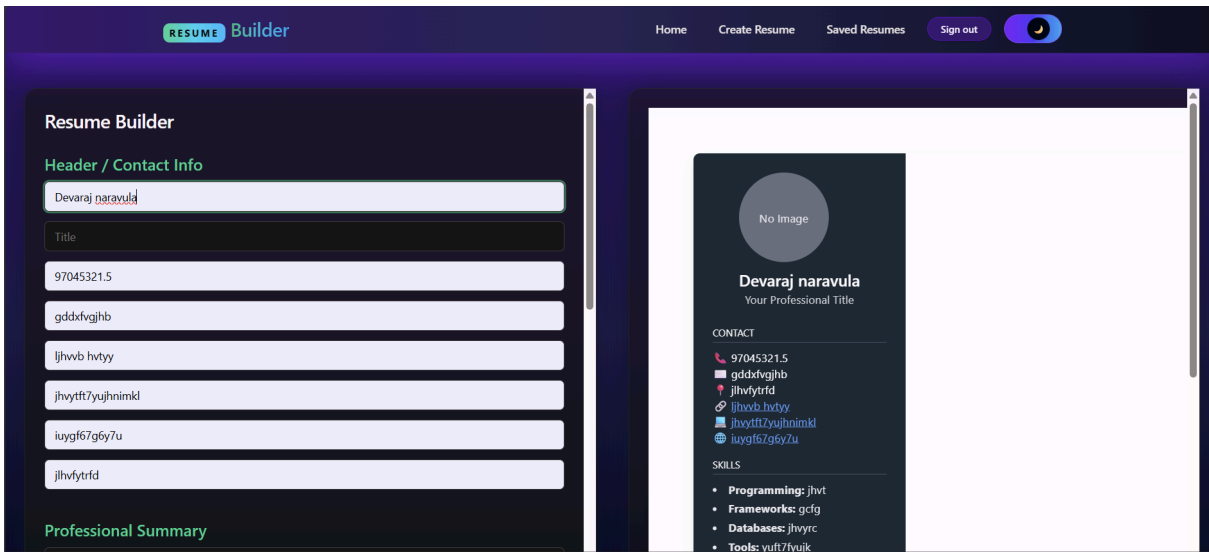 RESUME Builder
Home Create Resume Saved Resumes Sign out
Resume Builder
Header / Contact Info
Devaraj naravula
Title
97045321.5
gddxfvgjhb
ljhvvb hvtyy
jhvytft7yujhnimkl
iuygf67g6y7u
jlhvfytrfd
Professional Summary
No Image
Devaraj naravula
Your Professional Title
CONTACT
97045321.5
gddxfvgjhb
jlhvfytrfd
ljhvvb hvtyy
jhvytft7yujhnimkl
iuygf67g6y7u
SKILLS
• Programming: jhvt
• Frameworks: gcfg
• Databases: jhvyrc
• Tools: yuft7fyujk